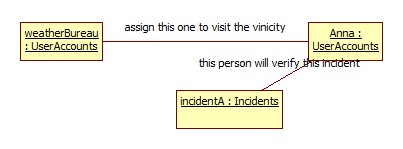 assign this one to visit the vinicity
weatherBureau
: UserAccounts
Anna :
UserAccounts
this person will verify this incident
incidentA : Incidents